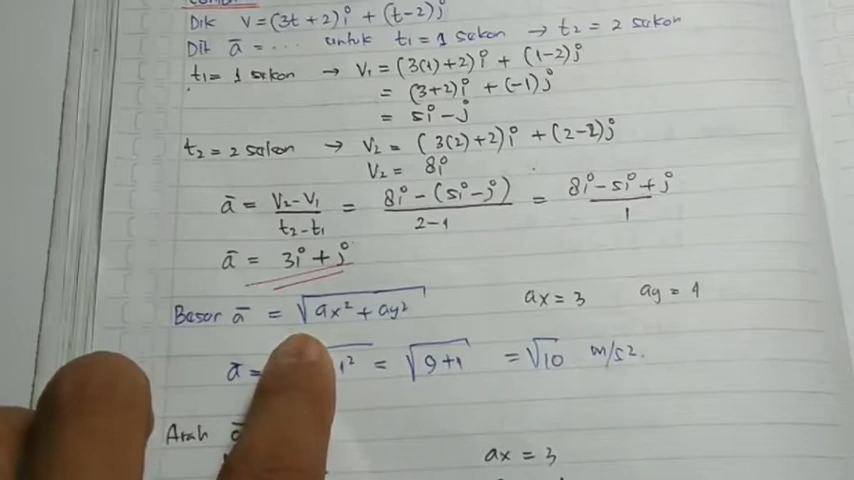 Dik V = (3t + 2)i + (t - 2)j
Dit ā = ... untuk t₁ = 1 sekon → t₂ = 2 sekon
t₁ = 1 sekon → V₁ = (3(1) + 2)i + (1 - 2)j
= (3 + 2)i + (-1)j
= 5i - j
t₂ = 2 sekon → V₂ = (3(2) + 2)i + (2 - 2)j
V₂ = 8i
ā = V₂ - V₁ / t₂ - t₁ = 8i - (5i - j) / 2 - 1 = 8i - 5i + j / 1
ā = 3i + j
Besar ā = √ax² + ay² ax = 3 ay = 1
ā = 1² = √9 + 1 = √10 m/s².
Arah
ax = 3